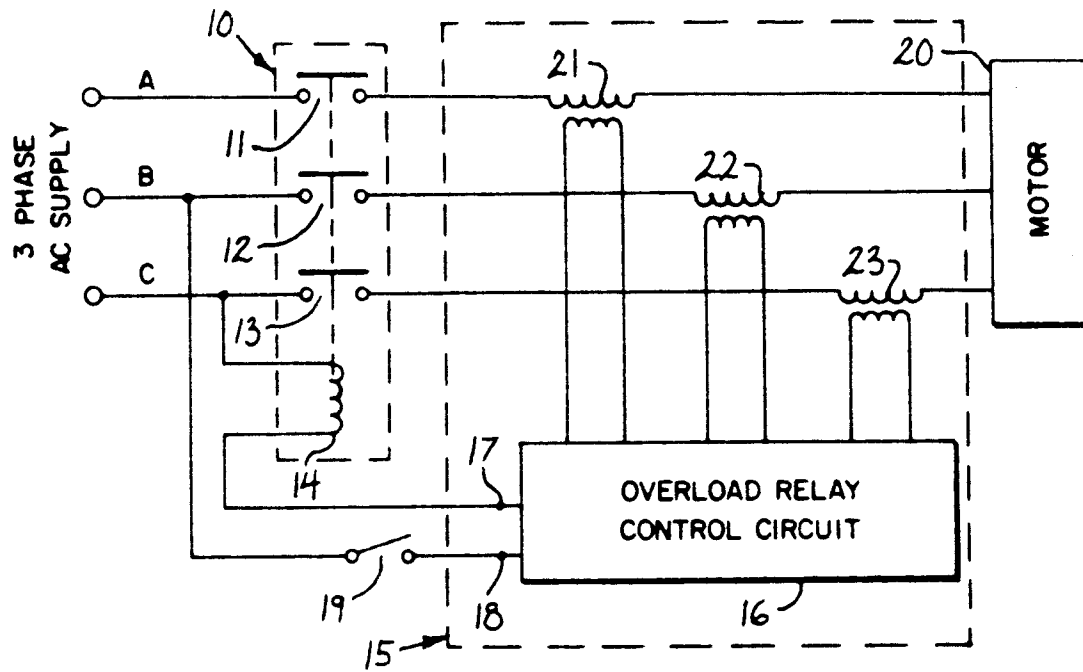 10
A
21
20
3 PHASE
AC SUPPLY
11
B
22
MOTOR
12
C
23
13
14
17
OVERLOAD RELAY
CONTROL CIRCUIT
19
18
16
15